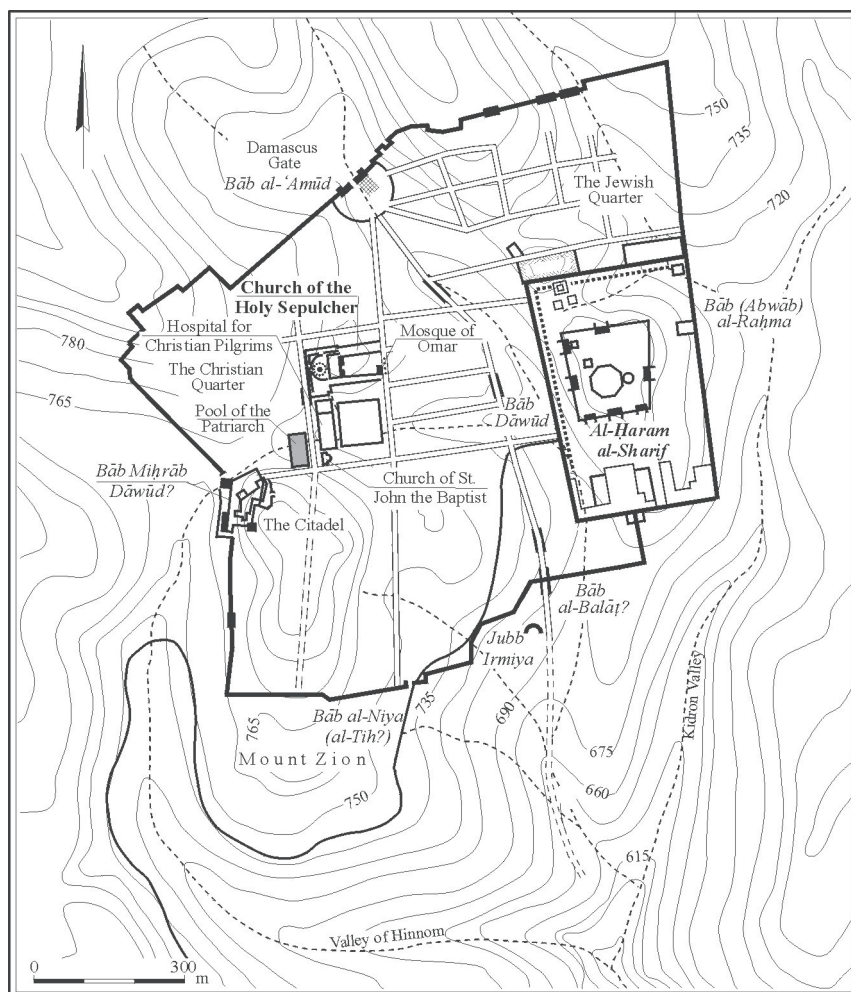 750
735
Damascus
Gate
Bāb al-‘Amūd
The Jewish
Quarter
720
Church of the
Holy Sepulcher
Bāb (Abwāb)
al-Raḥma
Hospital for
Christian Pilgrims
Mosque of
Omar
780
The Christian
Quarter
765
Pool of the
Patriarch
Bāb
Dāwūd
Al-Ḥaram
al-Sharif
Bāb Miḥrāb
Dāwūd?
Church of St.
John the Baptist
The Citadel
Bāb
al-Balāṭ?
Jubb
Irmiya
Kidron Valley
735
690
Bāb al-Niya
(al-Tih?)
765
Mount Zion
675
750
660
615
Valley of Hinnom
0 300
m